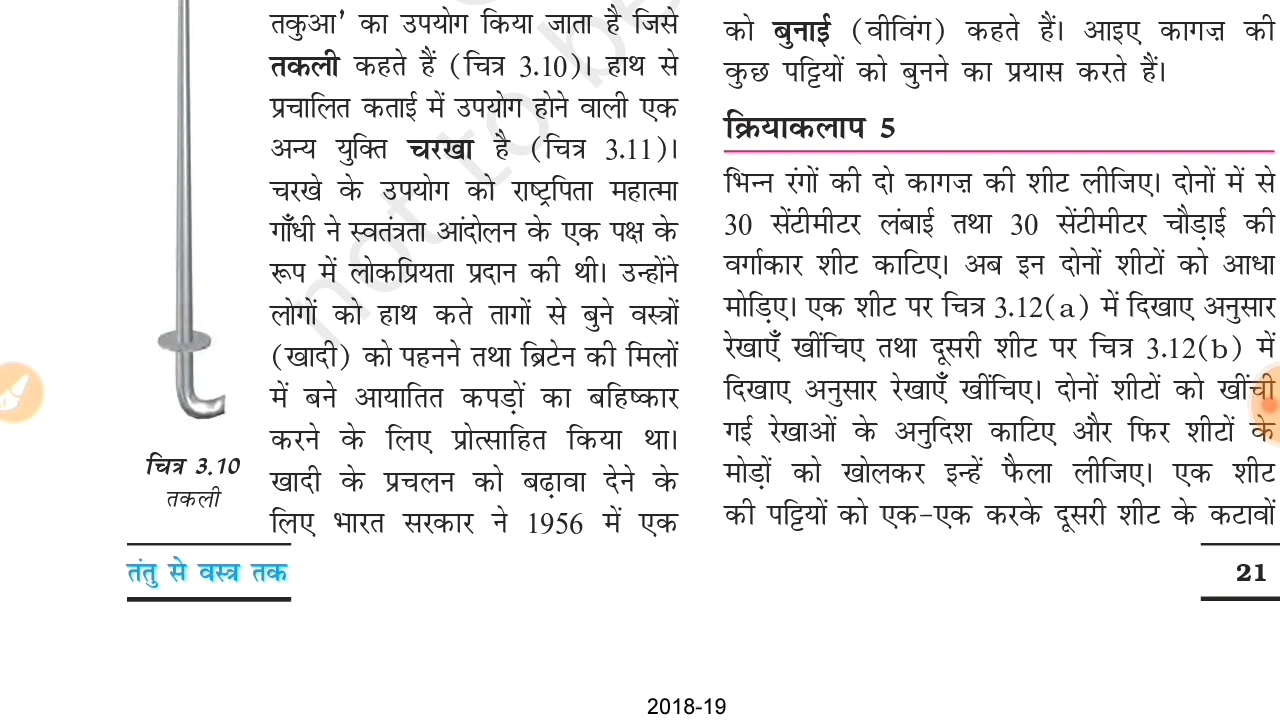 तकुआ' का उपयोग किया जाता है जिसे
तकली कहते हैं (चित्र 3.10)। हाथ से
प्रचालित कताई में उपयोग होने वाली एक
अन्य युक्ति चरखा है (चित्र 3.11)।
चरखे के उपयोग को राष्ट्रपिता महात्मा
गाँधी ने स्वतंत्रता आंदोलन के एक पक्ष के
रूप में लोकप्रियता प्रदान की थी। उन्होंने
लोगों को हाथ कते तागों से बुने वस्त्रों
(खादी) को पहनने तथा ब्रिटेन की मिलों
में बने आयातित कपड़ों का बहिष्कार
करने के लिए प्रोत्साहित किया था।
खादी के प्रचलन को बढ़ावा देने के
लिए भारत सरकार ने 1956 में एक
चित्र 3.10
तकली
को बुनाई (वीविंग) कहते हैं। आइए कागज़ की
कुछ पट्टियों को बुनने का प्रयास करते हैं।
क्रियाकलाप 5
भिन्न रंगों की दो कागज़ की शीट लीजिए। दोनों में से
30 सेंटीमीटर लंबाई तथा 30 सेंटीमीटर चौड़ाई की
वर्गाकार शीट काटिए। अब इन दोनों शीटों को आधा
मोड़िए। एक शीट पर चित्र 3.12(a) में दिखाए अनुसार
रेखाएँ खींचिए तथा दूसरी शीट पर चित्र 3.12(b) में
दिखाए अनुसार रेखाएँ खींचिए। दोनों शीटों को खींची
गई रेखाओं के अनुदिश काटिए और फिर शीटों के
मोड़ों को खोलकर इन्हें फैला लीजिए। एक शीट
की पट्टियों को एक-एक करके दूसरी शीट के कटावों
तंतु से वस्त्र तक
21
not to be
2018-19